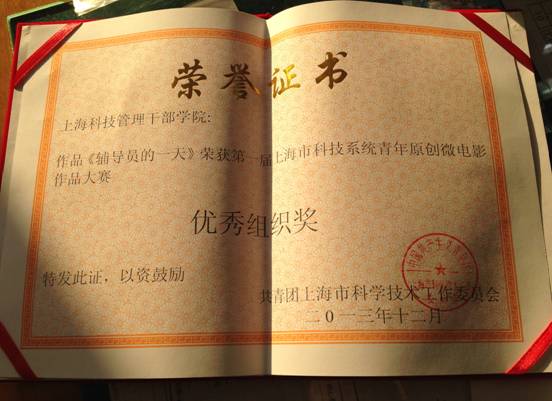 荣誉证书
上海科技管理干部学院:
作品《辅导员的一天》荣获第一届上海市科技系统青年原创微电影
作品大赛
优秀组织奖
特发此证，以资鼓励
共青团上海市科学技术工作委员会
二0一三年十二月